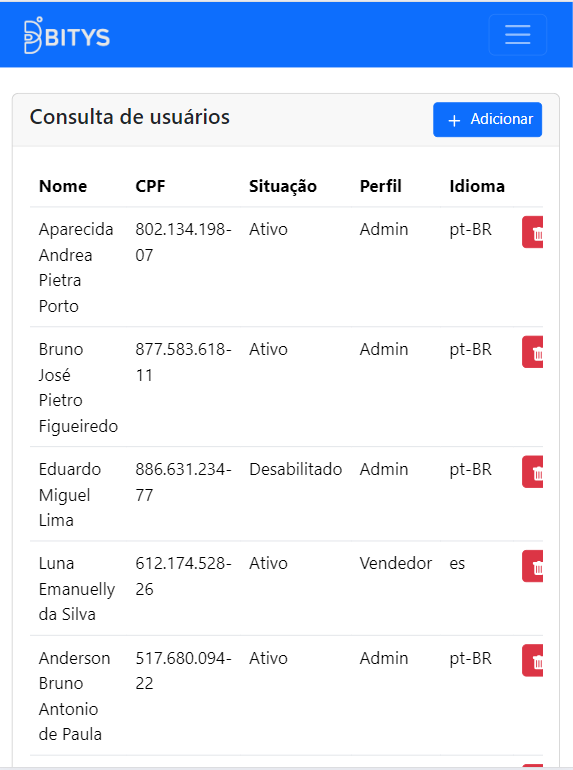 BITYS
Consulta de usuários
+ Adicionar
Nome CPF Situação Perfil Idioma
Aparecida 802.134.198- Ativo Admin pt-BR
Andrea 07
Pietra
Porto
Bruno 877.583.618- Ativo Admin pt-BR
José 11
Pietro
Figueiredo
Eduardo 886.631.234- Desabilitado Admin pt-BR
Miguel 77
Lima
Luna 612.174.528- Ativo Vendedor es
Emanuelly 26
da Silva
Anderson 517.680.094- Ativo Admin pt-BR
Bruno 22
Antonio
de Paula